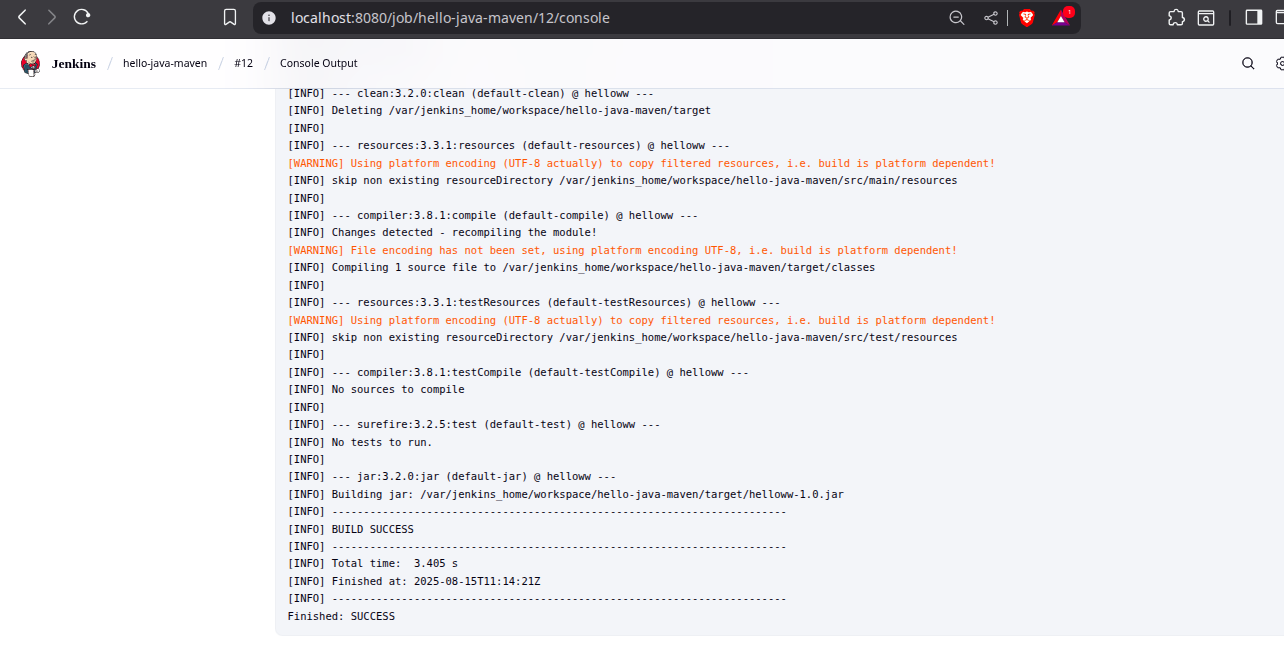 localhost:8080/job/hello-java-maven/12/console
Jenkins / hello-java-maven / #12 / Console Output
[INFO] --- clean:3.2.0:clean (default-clean) @ helloww ---
[INFO] Deleting /var/jenkins_home/workspace/hello-java-maven/target
[INFO]
[INFO] --- resources:3.3.1:resources (default-resources) @ helloww ---
[WARNING] Using platform encoding (UTF-8 actually) to copy filtered resources, i.e. build is platform dependent!
[INFO] skip non existing resourceDirectory /var/jenkins_home/workspace/hello-java-maven/src/main/resources
[INFO]
[INFO] --- compiler:3.8.1:compile (default-compile) @ helloww ---
[INFO] Changes detected - recompiling the module!
[WARNING] File encoding has not been set, using platform encoding UTF-8, i.e. build is platform dependent!
[INFO] Compiling 1 source file to /var/jenkins_home/workspace/hello-java-maven/target/classes
[INFO]
[INFO] --- resources:3.3.1:testResources (default-testResources) @ helloww ---
[WARNING] Using platform encoding (UTF-8 actually) to copy filtered resources, i.e. build is platform dependent!
[INFO] skip non existing resourceDirectory /var/jenkins_home/workspace/hello-java-maven/src/test/resources
[INFO]
[INFO] --- compiler:3.8.1:testCompile (default-testCompile) @ helloww ---
[INFO] No sources to compile
[INFO]
[INFO] --- surefire:3.2.5:test (default-test) @ helloww ---
[INFO] No tests to run.
[INFO]
[INFO] --- jar:3.2.0:jar (default-jar) @ helloww ---
[INFO] Building jar: /var/jenkins_home/workspace/hello-java-maven/target/helloww-1.0.jar
[INFO] ------------------------------------------------------------------------
[INFO] BUILD SUCCESS
[INFO] ------------------------------------------------------------------------
[INFO] Total time:  3.405 s
[INFO] Finished at: 2025-08-15T11:14:21Z
[INFO] ------------------------------------------------------------------------
Finished: SUCCESS